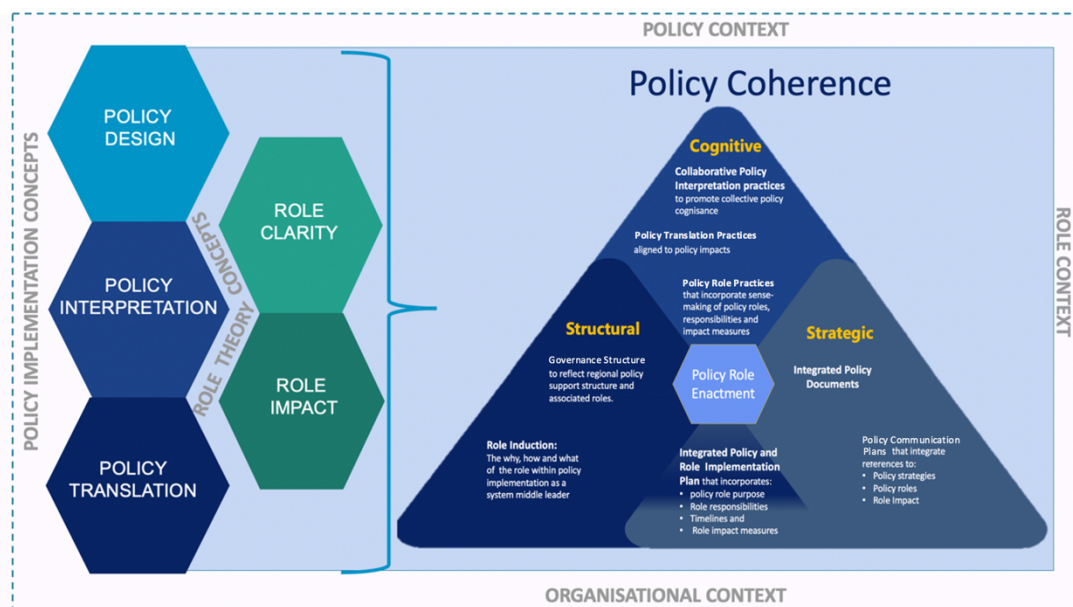 POLICY CONTEXT
POLICY IMPLEMENTATION CONCEPTS
POLICY
DESIGN
POLICY
INTERPRETATION
POLICY
TRANSLATION
ROLE THEORY CONCEPTS
ROLE
CLARITY
ROLE
IMPACT
Policy Coherence
Cognitive
Collaborative Policy
Interpretation practices
to promote collective policy
cognisance
Policy Translation Practices
aligned to policy impacts
Policy Role Practices
that incorporate sense-
making of policy roles,
responsibilities and
impact measures
Structural
Governance Structure
to reflect regional policy
support structure and
associated roles.
Role Induction:
The why, how and what
of the role within policy
implementation as a
system middle leader
Policy Role
Enactment
Integrated Policy and
Role Implementation
Plan that incorporates:
• policy role purpose
• Role responsibilities
• Timelines and
• Role impact measures
Strategic
Integrated Policy
Documents
Policy Communication
Plans that integrate
rererences to:
• Policy strategies
• Policy roles
• Role Impact
ROLE CONTEXT
ORGANISATIONAL CONTEXT